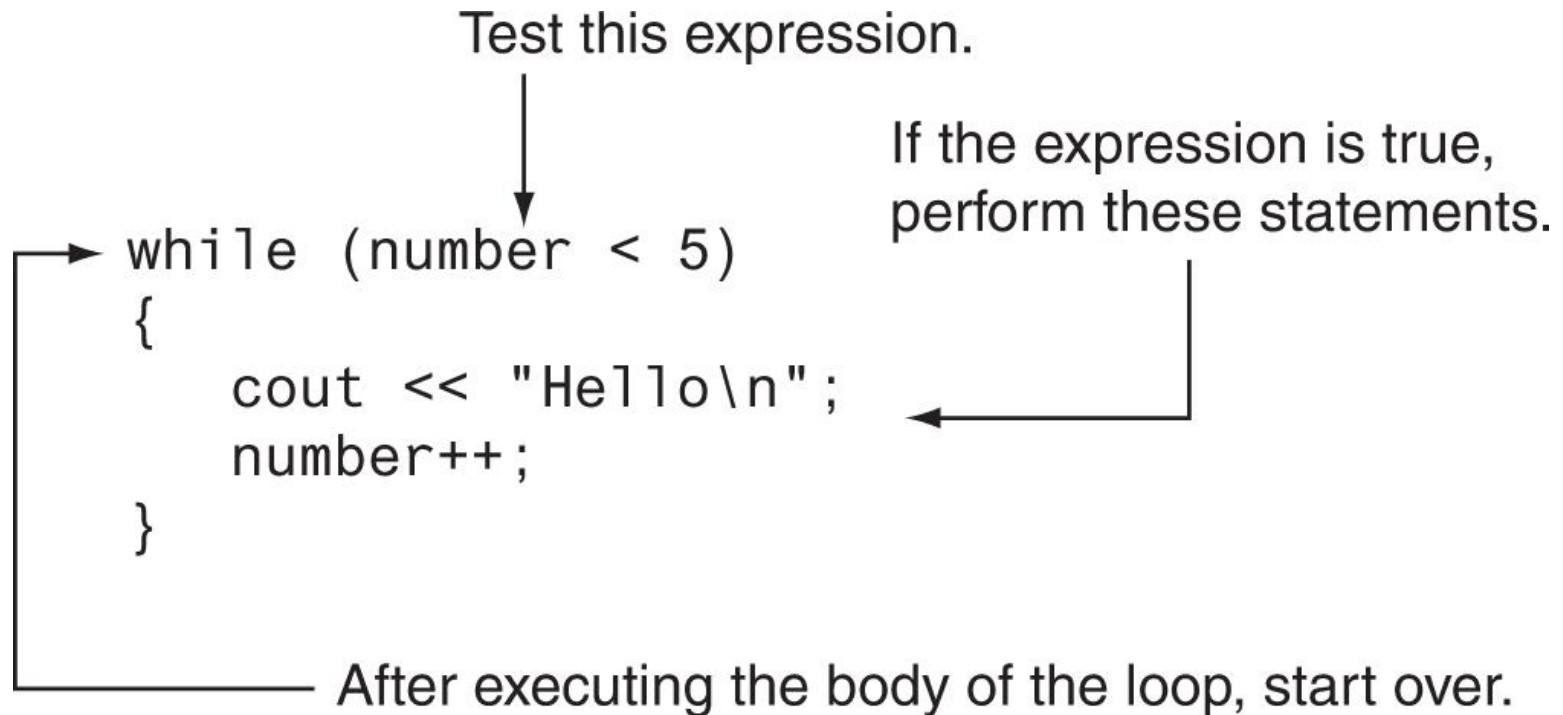 Test this expression.
If the expression is true,
perform these statements.
while (number < 5)
{
cout << "Hello\n";
number++;
}
After executing the body of the loop, start over.